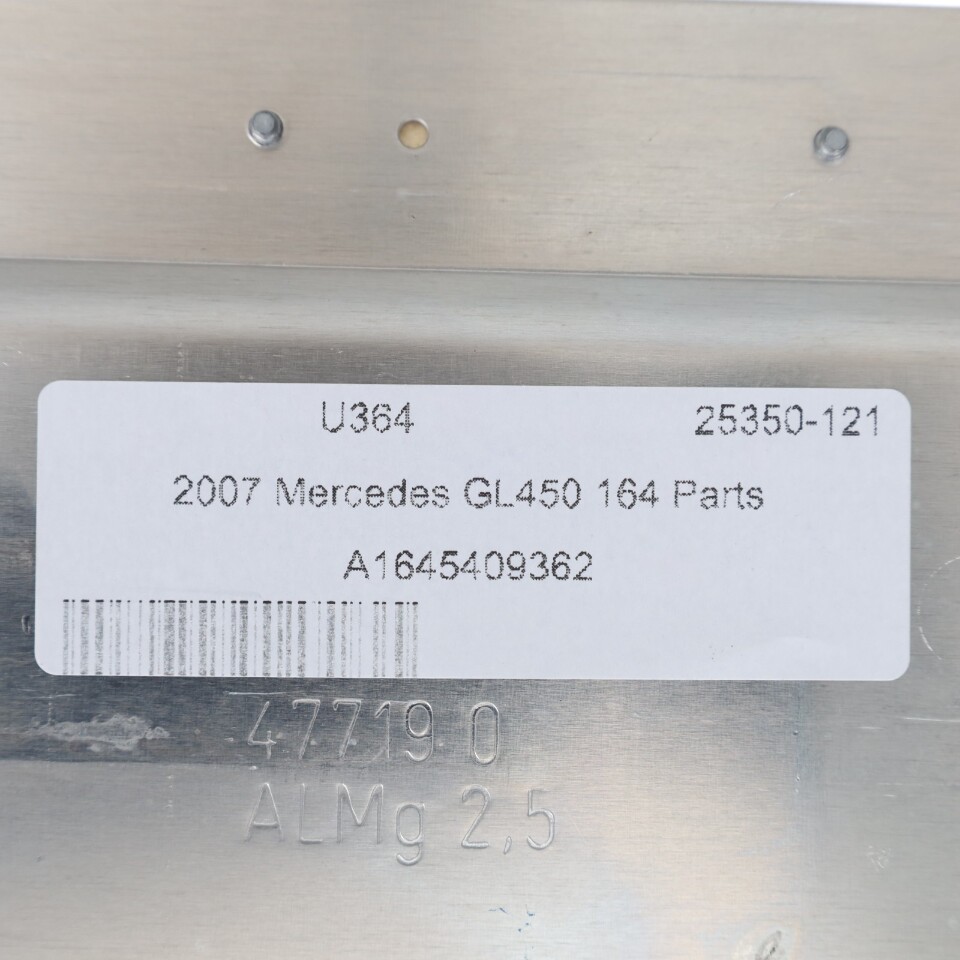 U364 25350-121
2007 Mercedes GL450 164 Parts
A1645409362
47719 0
ALMg 2,5